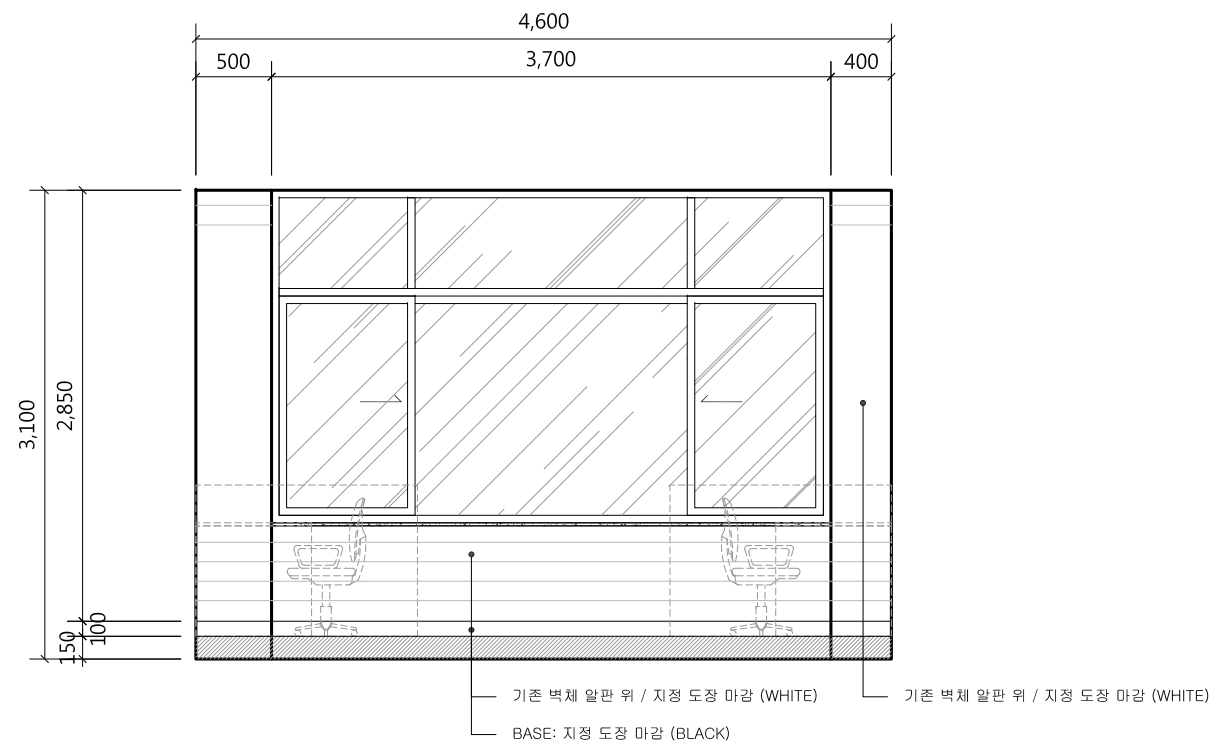 4,600
500
3,700
400
3,100
2,850
100
150
기존 벽체 알판 위 / 지정 도장 마감 (WHITE)
기존 벽체 알판 위 / 지정 도장 마감 (WHITE)
BASE: 지정 도장 마감 (BLACK)